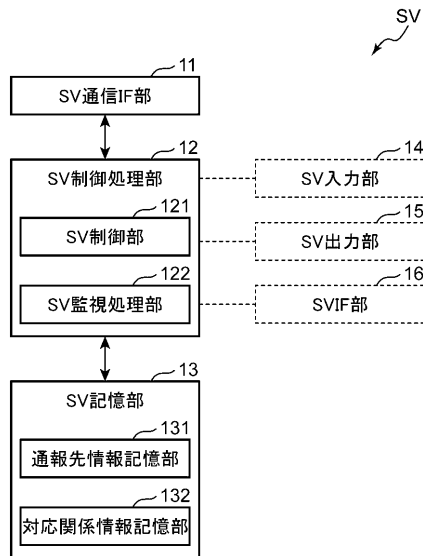 SV
11
SV通信IF部
12
SV制御処理部
121
SV制御部
122
SV監視処理部
14
SV入力部
15
SV出力部
16
SVIF部
13
SV記憶部
131
通報先情報記憶部
132
対応関係情報記憶部